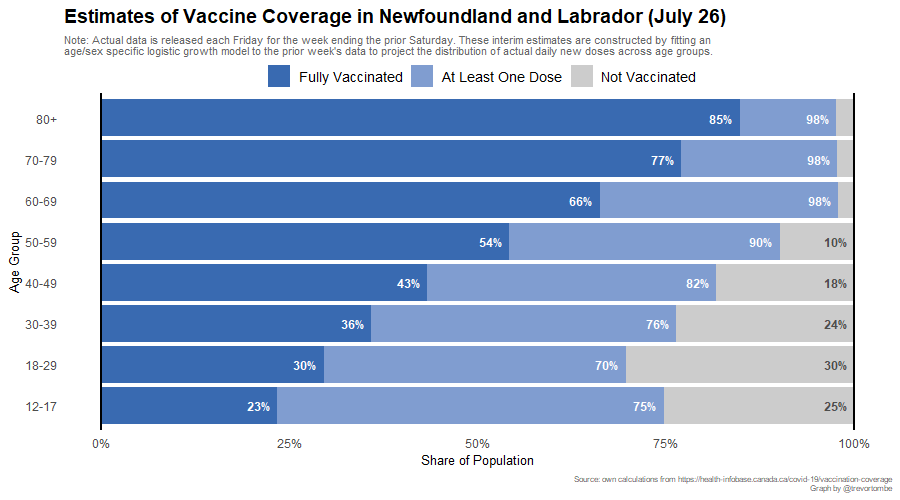 Estimates of Vaccine Coverage in Newfoundland and Labrador (July 26)
Note: Actual data is released each Friday for the week ending the prior Saturday. These interim estimates are constructed by fitting an
age/sex specific logistic growth model to the prior week's data to project the distribution of actual daily new doses across age groups.
Fully Vaccinated At Least One Dose Not Vaccinated
80+ 85% 98%
70-79 77% 98%
60-69 66% 98%
50-59 54% 90% 10%
Age Group
40-49 43% 82% 18%
30-39 36% 76% 24%
18-29 30% 70% 30%
12-17 23% 75% 25%
0% 25% 50% 75% 100%
Share of Population
Source: own calculations from https://health-infobase.canada.ca/covid-19/vaccination-coverage
Graph by @trevortombe